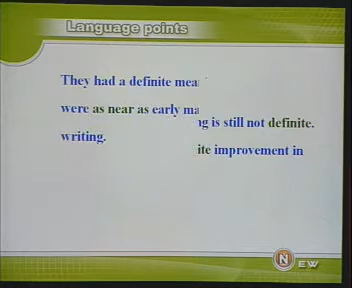 Language points
They had a definite mea
were as near as early ma
ng is still not definite.
writing.
ite improvement in
N EW